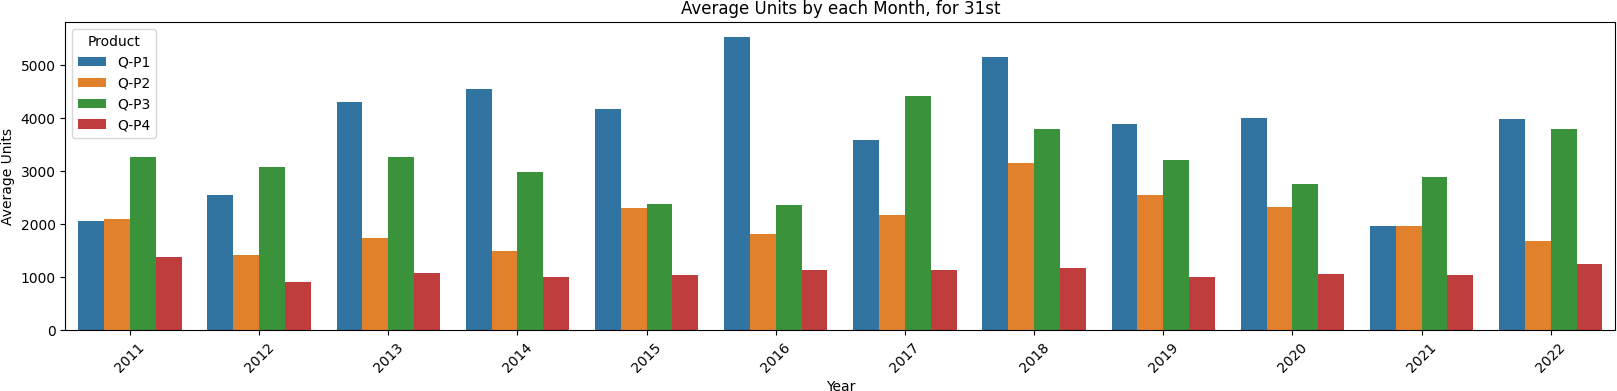 Average Units by each Month, for 31st
Product
Q-P1
Q-P2
Q-P3
Q-P4
Average Units
5000
4000
3000
2000
1000
0
2011
2012
2013
2014
2015
2016
2017
2018
2019
2020
2021
2022
Year